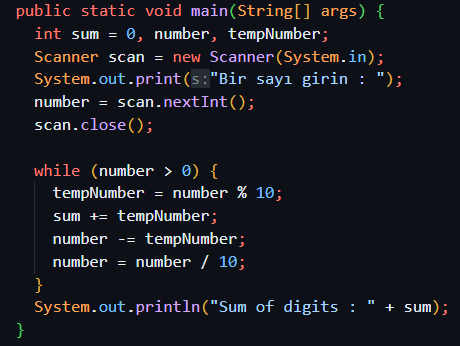 public static void main(String[] args) {
int sum = 0, number, tempNumber;
Scanner scan = new Scanner(System.in);
System.out.print(s:"Bir sayı girin : ");
number = scan.nextInt();
scan.close();
while (number > 0) {
tempNumber = number % 10;
sum += tempNumber;
number -= tempNumber;
number = number / 10;
}
System.out.println("Sum of digits : " + sum);
}